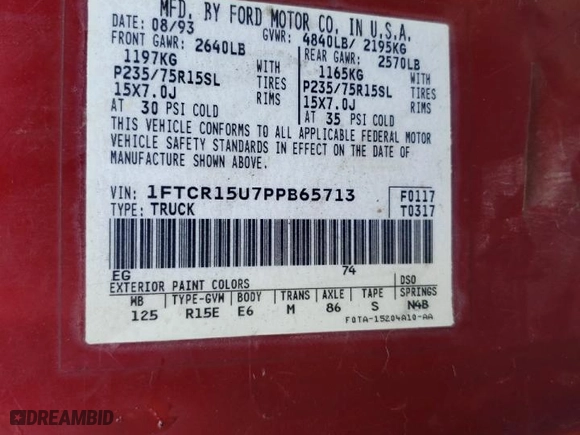 MFD. BY FORD MOTOR CO. IN U.S.A.
DATE: 08/93 GVWR: 4840LB/ 2195KG
FRONT GAWR: 2640LB REAR GAWR: 2570LB
1197KG WITH 1165KG WITH
P235/75R15SL TIRES P235/75R15SL TIRES
15X7.0J RIMS 15X7.0J RIMS
AT 30 PSI COLD AT 35 PSI COLD
THIS VEHICLE CONFORMS TO ALL APPLICABLE FEDERAL MOTOR
VEHICLE SAFETY STANDARDS IN EFFECT ON THE DATE OF
MANUFACTURE SHOWN ABOVE.
VIN: 1FTCR15U7PPB65713 F0117
TYPE: TRUCK T0317
EG 74
EXTERIOR PAINT COLORS DSO
WB TYPE-GVW BODY TRANS AXLE TAPE SPRINGS
125 R15E E6 M 86 S N4B
F0TA-15204A10-AA
DREAMBID